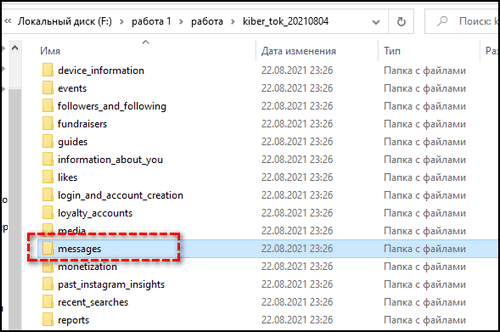 Локальный диск (F:) › работа 1 › работа › kiber_tok_20210804
Поиск: k
Имя Дата изменения Тип Раз
device_information 22.08.2021 23:26 Папка с файлами
events 22.08.2021 23:26 Папка с файлами
followers_and_following 22.08.2021 23:26 Папка с файлами
fundraisers 22.08.2021 23:26 Папка с файлами
guides 22.08.2021 23:26 Папка с файлами
information_about_you 22.08.2021 23:26 Папка с файлами
likes 22.08.2021 23:26 Папка с файлами
login_and_account_creation 22.08.2021 23:26 Папка с файлами
loyalty_accounts 22.08.2021 23:26 Папка с файлами
media 22.08.2021 23:26 Папка с файлами
messages 22.08.2021 23:26 Папка с файлами
monetization 22.08.2021 23:26 Папка с файлами
past_instagram_insights 22.08.2021 23:26 Папка с файлами
recent_searches 22.08.2021 23:26 Папка с файлами
reports 22.08.2021 23:26 Папка с файлами